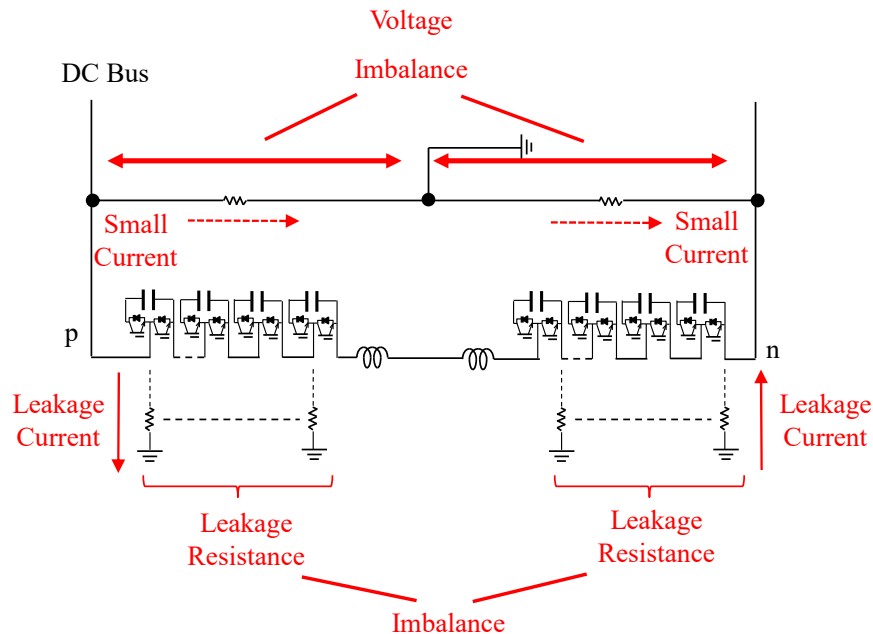 Voltage
Imbalance
DC Bus
Small
Current
Small
Current
p
n
Leakage
Current
Leakage
Current
Leakage
Resistance
Leakage
Resistance
Imbalance